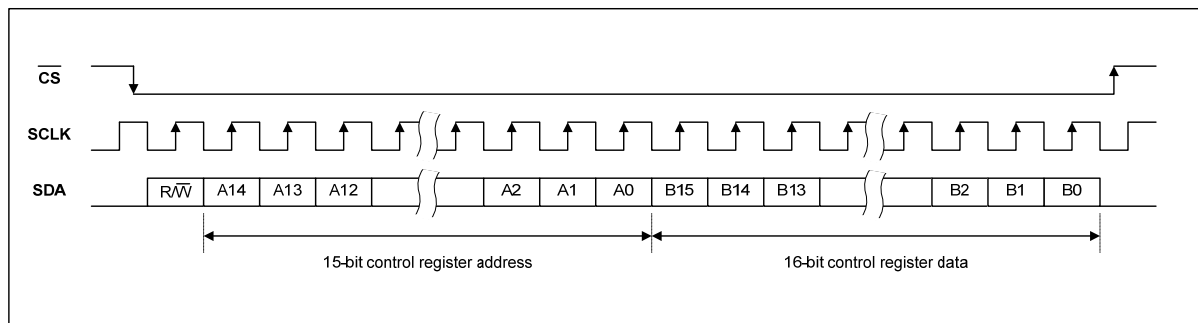 CS
SCLK
SDA R/W A14 A13 A12 A2 A1 A0 B15 B14 B13 B2 B1 B0
15-bit control register address 16-bit control register data